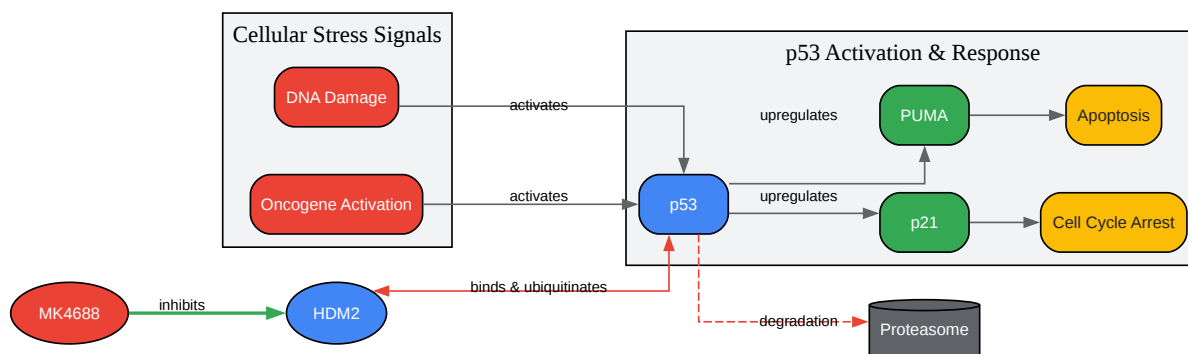 Cellular Stress Signals
p53 Activation & Response
DNA Damage
activates
upregulates
PUMA
Apoptosis
Oncogene Activation
activates
p53
upregulates
p21
Cell Cycle Arrest
MK4688
inhibits
HDM2
binds & ubiquitinates
degradation
Proteasome